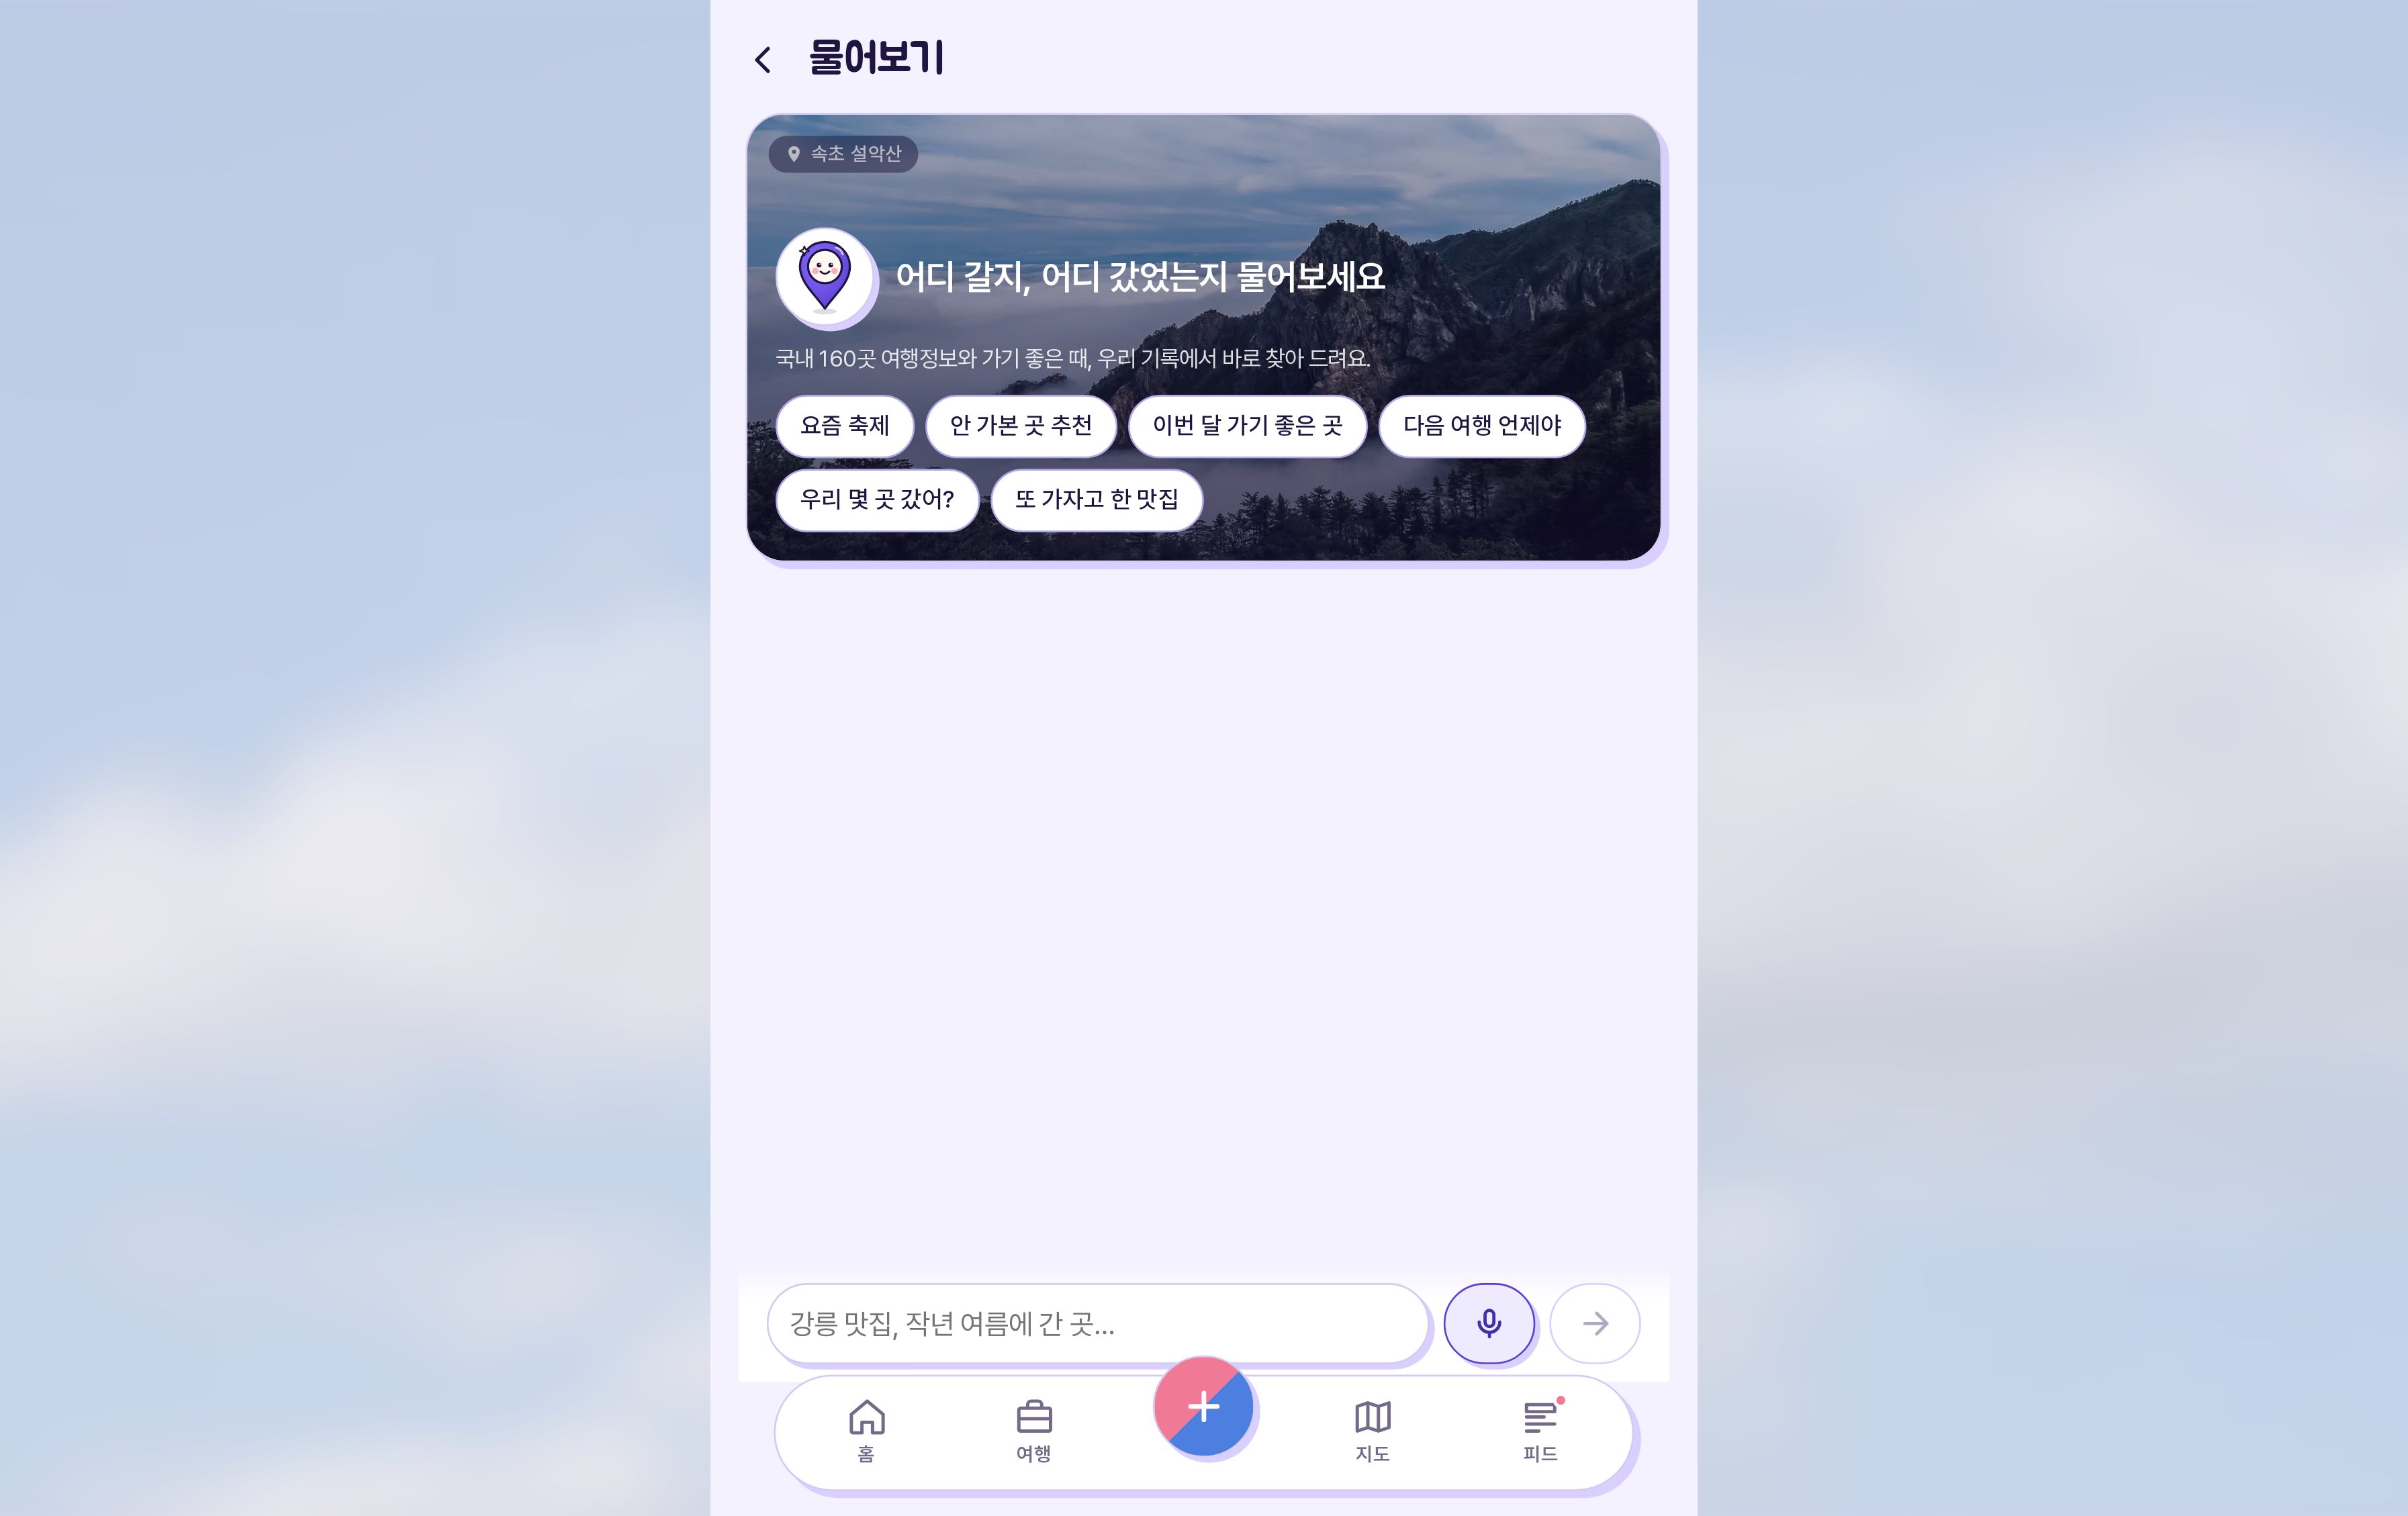 물어보기
속초 설악산
어디 갈지, 어디 갔었는지 물어보세요
국내 160곳 여행정보와 가기 좋은 때, 우리 기록에서 바로 찾아 드려요.
요즘 축제
안 가본 곳 추천
이번 달 가기 좋은 곳
다음 여행 언제야
우리 몇 곳 갔어?
또 가자고 한 맛집
강릉 맛집, 작년 여름에 간 곳...
홈
여행
지도
피드